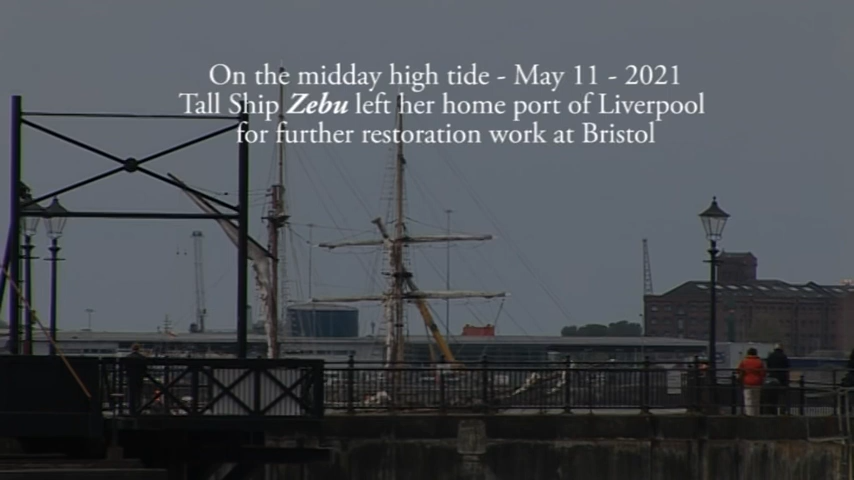 On the midday high tide - May 11 - 2021
Tall Ship Zebu left her home port of Liverpool
for further restoration work at Bristol